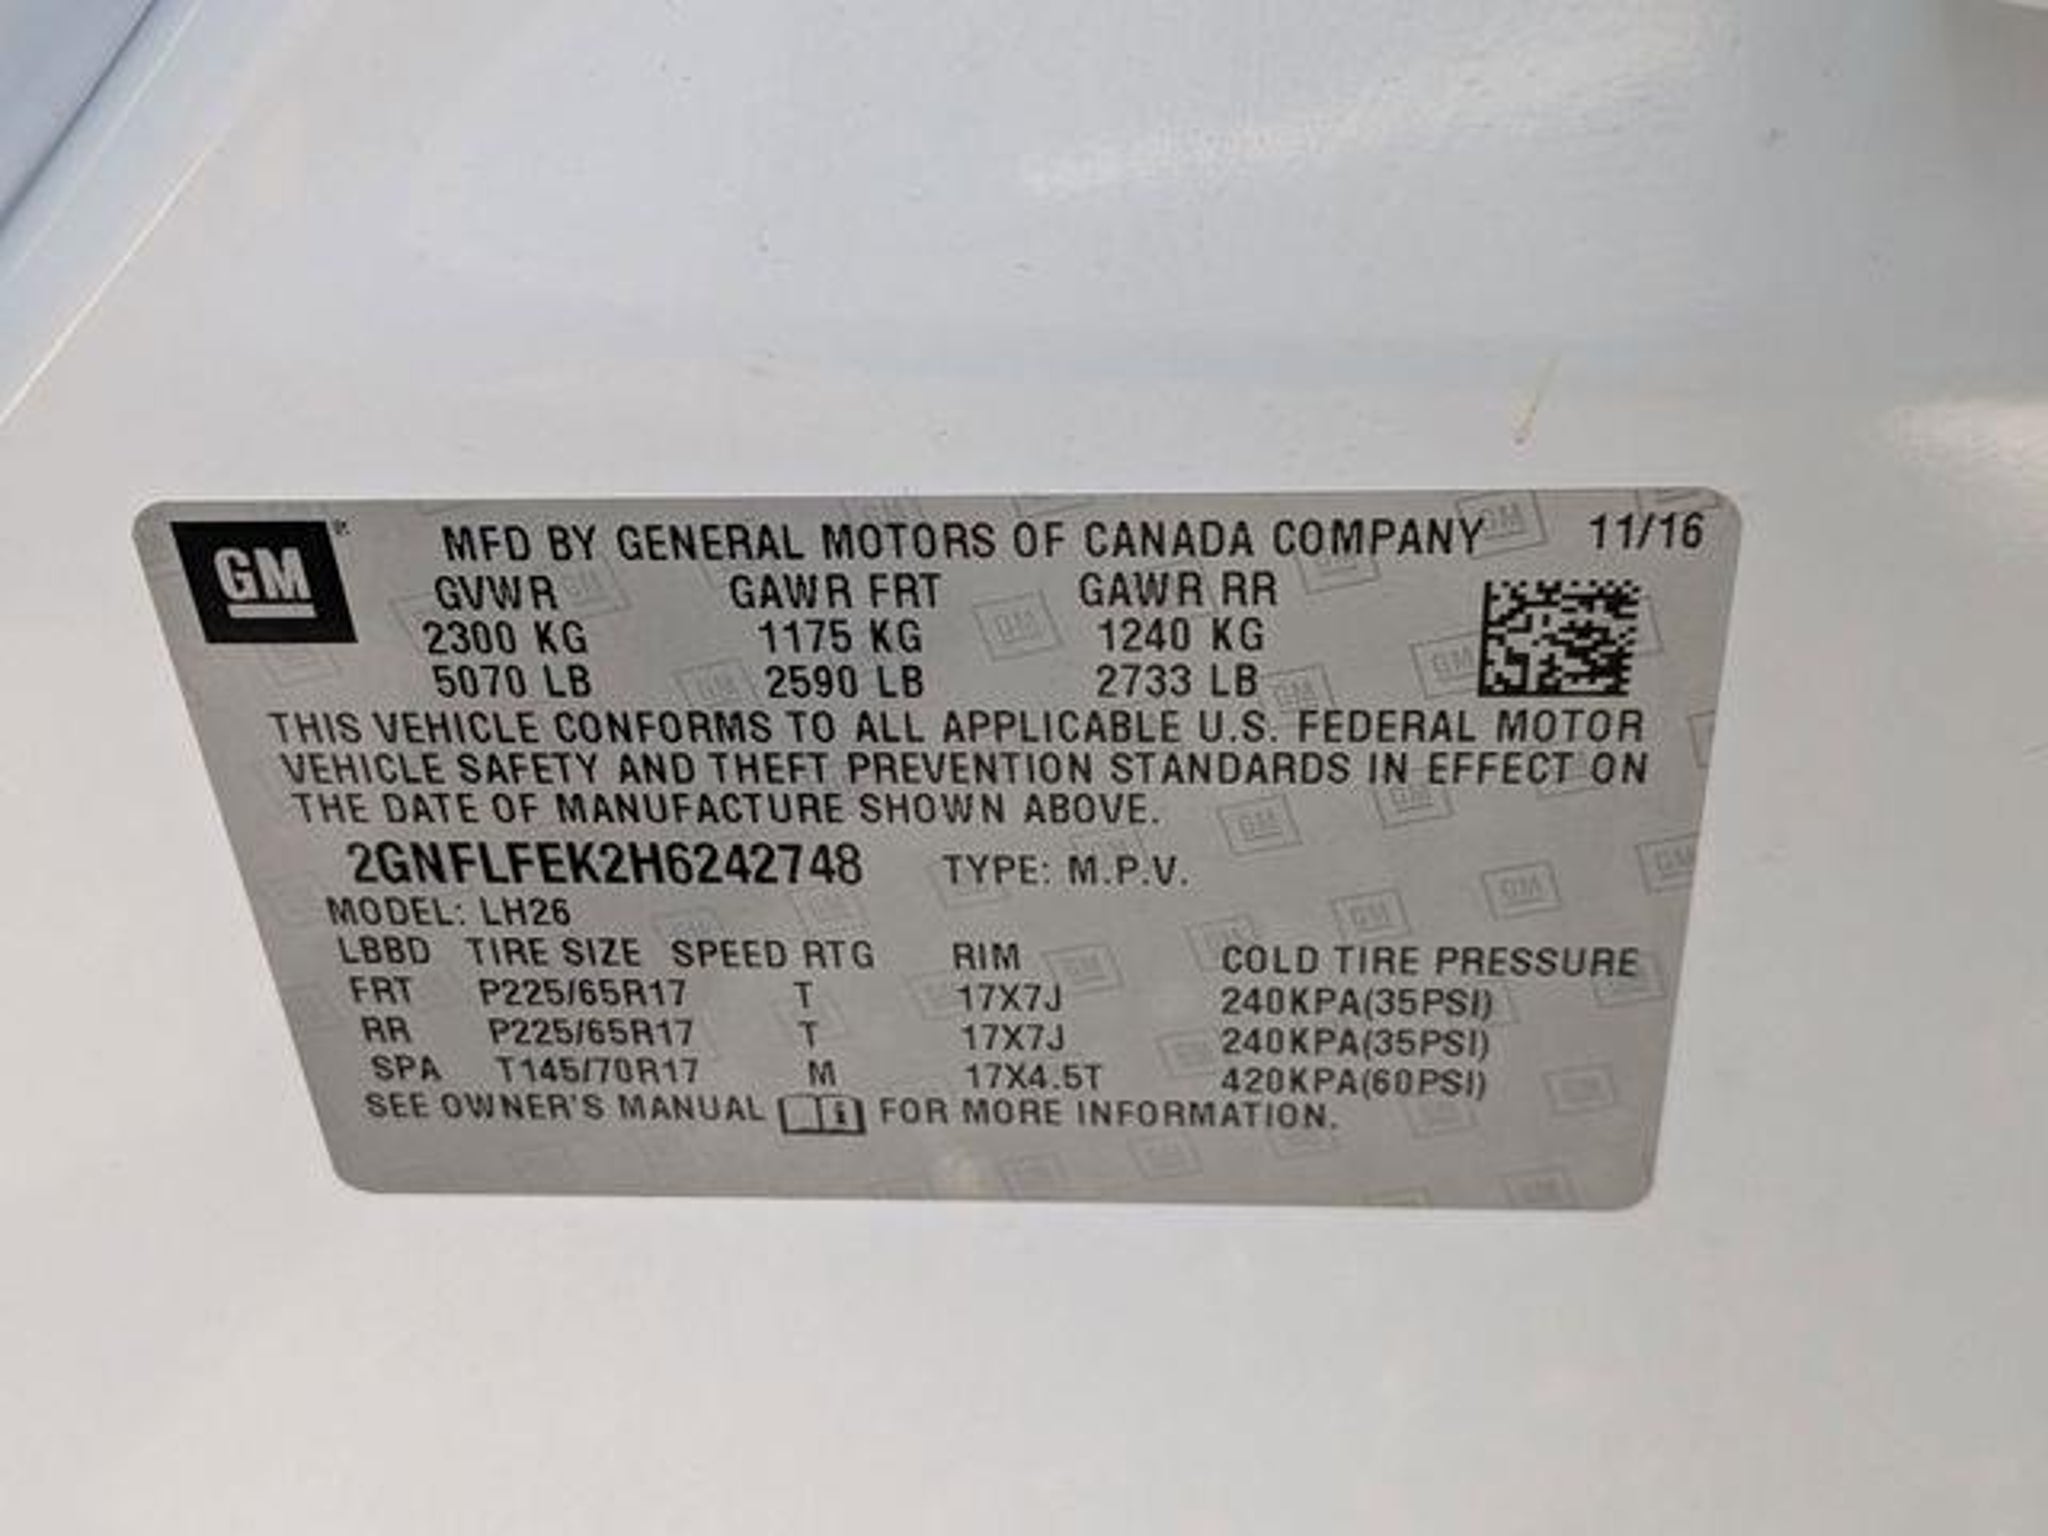 GM
MFD BY GENERAL MOTORS OF CANADA COMPANY 11/16
GVWR GAWR FRT GAWR RR
2300 KG 1175 KG 1240 KG
5070 LB 2590 LB 2733 LB
THIS VEHICLE CONFORMS TO ALL APPLICABLE U.S. FEDERAL MOTOR
VEHICLE SAFETY AND THEFT PREVENTION STANDARDS IN EFFECT ON
THE DATE OF MANUFACTURE SHOWN ABOVE.
2GNFLFEK2H6242748 TYPE: M.P.V.
MODEL: LH26
LBBD TIRE SIZE SPEED RTG RIM COLD TIRE PRESSURE
FRT P225/65R17 T 17X7J 240KPA(35PSI)
RR P225/65R17 T 17X7J 240KPA(35PSI)
SPA T145/70R17 M 17X4.5T 420KPA(60PSI)
SEE OWNER'S MANUAL i FOR MORE INFORMATION.